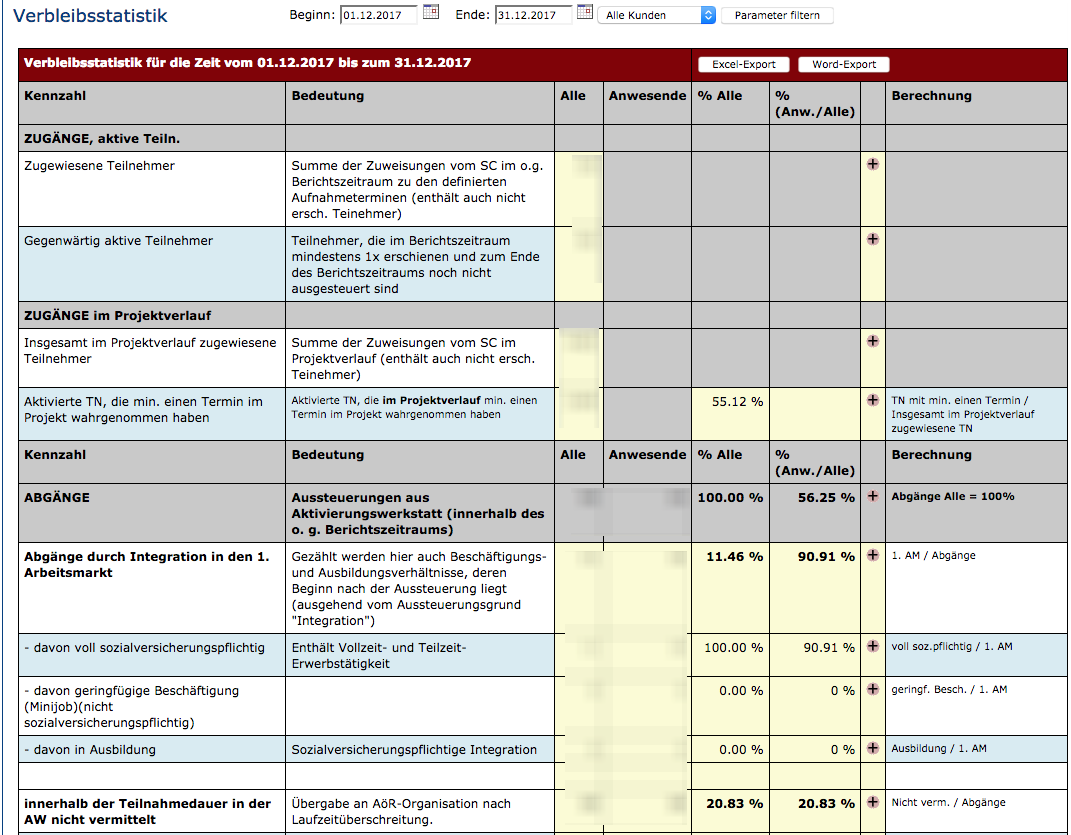 Verbleibsstatistik
Beginn: 01.12.2017 Ende: 31.12.2017 Alle Kunden Parameter filtern
Verbleibsstatistik für die Zeit vom 01.12.2017 bis zum 31.12.2017 Excel-Export Word-Export
Kennzahl Bedeutung Alle Anwesende % Alle % (Anw./Alle) Berechnung
ZUGÄNGE, aktive Teiln.
Zugewiesene Teilnehmer
Summe der Zuweisungen vom SC im o.g.
Berichtszeitraum zu den definierten
Aufnahmeterminen (enthält auch nicht
ersch. Teinehmer)
Gegenwärtig aktive Teilnehmer
Teilnehmer, die im Berichtszeitraum
mindestens 1x erschienen und zum Ende
des Berichtszeitraums noch nicht
ausgesteuert sind
ZUGÄNGE im Projektverlauf
Insgesamt im Projektverlauf zugewiesene
Teilnehmer
Summe der Zuweisungen vom SC im
Projektverlauf (enthält auch nicht ersch.
Teinehmer)
Aktivierte TN, die min. einen Termin im
Projekt wahrgenommen haben
Aktivierte TN, die im Projektverlauf min. einen
Termin im Projekt wahrgenommen haben
55.12 %
TN mit min. einen Termin /
Insgesamt im Projektverlauf
zugewiesene TN
Kennzahl Bedeutung Alle Anwesende % Alle % (Anw./Alle) Berechnung
ABGÄNGE
Aussteuerungen aus
Aktivierungswerkstatt (innerhalb des
o. g. Berichtszeitraums)
100.00 % 56.25 % Abgänge Alle = 100%
Abgänge durch Integration in den 1.
Arbeitsmarkt
Gezählt werden hier auch Beschäftigungs-
und Ausbildungsverhältnisse, deren
Beginn nach der Aussteuerung liegt
(ausgehend vom Aussteuerungsgrund
"Integration")
11.46 % 90.91 % 1. AM / Abgänge
- davon voll sozialversicherungspflichtig
Enthält Vollzeit- und Teilzeit-
Erwerbstätigkeit
100.00 % 90.91 % voll soz.pflichtig / 1. AM
- davon geringfügige Beschäftigung
(Minijob)(nicht
sozialversicherungspflichtig)
0.00 % 0 % geringf. Besch. / 1. AM
- davon in Ausbildung
Sozialversicherungspflichtige Integration
0.00 % 0 % Ausbildung / 1. AM
innerhalb der Teilnahmedauer in der
AW nicht vermittelt
Übergabe an AöR-Organisation nach
Laufzeitüberschreitung.
20.83 % 20.83 % Nicht verm. / Abgänge